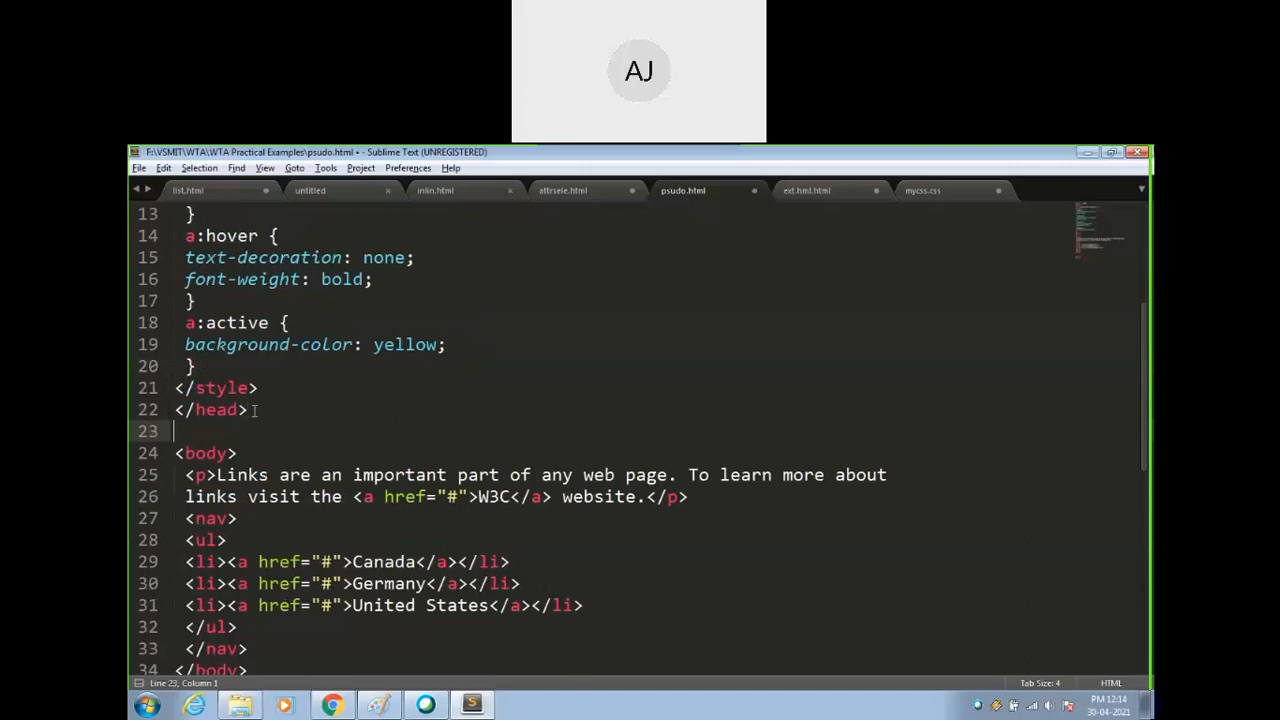 AJ
F:\VSMIT\WTA\WTA Practical Examples\psudo.html • - Sublime Text (UNREGISTERED)
File Edit Selection Find View Goto Tools Project Preferences Help
list.html untitled inlin.html attrsele.html psudo.html ext.hml.html mycss.css
13 }
14 a:hover {
15 text-decoration: none;
16 font-weight: bold;
17 }
18 a:active {
19 background-color: yellow;
20 }
21 </style>
22 </head>
23
24 <body>
25 <p>Links are an important part of any web page. To learn more about
26 links visit the <a href="#">W3C</a> website.</p>
27 <nav>
28 <ul>
29 <li><a href="#">Canada</a></li>
30 <li><a href="#">Germany</a></li>
31 <li><a href="#">United States</a></li>
32 </ul>
33 </nav>
34 </body>
Line 23, Column 1 Tab Size: 4 HTML
PM 12:14
30-04-2021